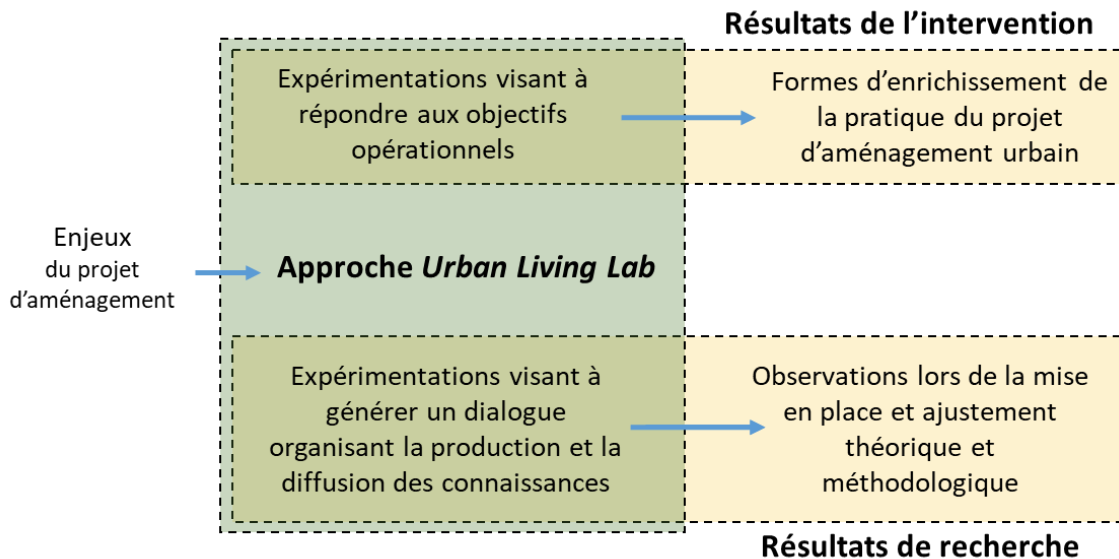 Résultats de l’intervention
Expérimentations visant à
répondre aux objectifs
opérationnels
Formes d’enrichissement de
la pratique du projet
d’aménagement urbain
Enjeux
du projet
d’aménagement
Approche Urban Living Lab
Expérimentations visant à
générer un dialogue
organisant la production et la
diffusion des connaissances
Observations lors de la mise
en place et ajustement
théorique et
méthodologique
Résultats de recherche